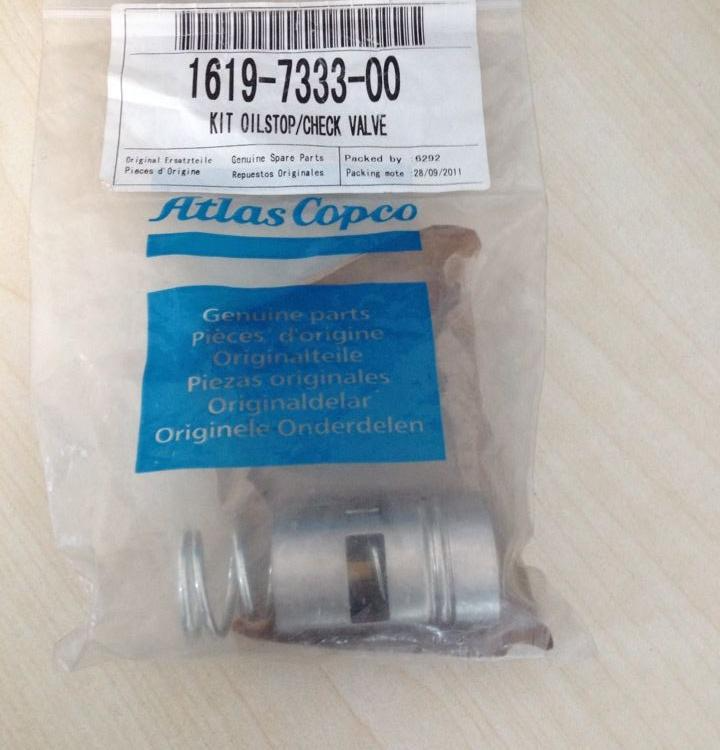 1619-7333-00
KIT OILSTOP/CHECK VALVE
Original Ersatzteile Genuine Spare Parts Packed by :6292
Pieces d'Origine Repuestos Originales Packing mote :28/09/2011
Atlas Copco
Genuine parts
Pièces d'origine
Originalteile
Piezas originales
Originaldelar
Originele Onderdelen